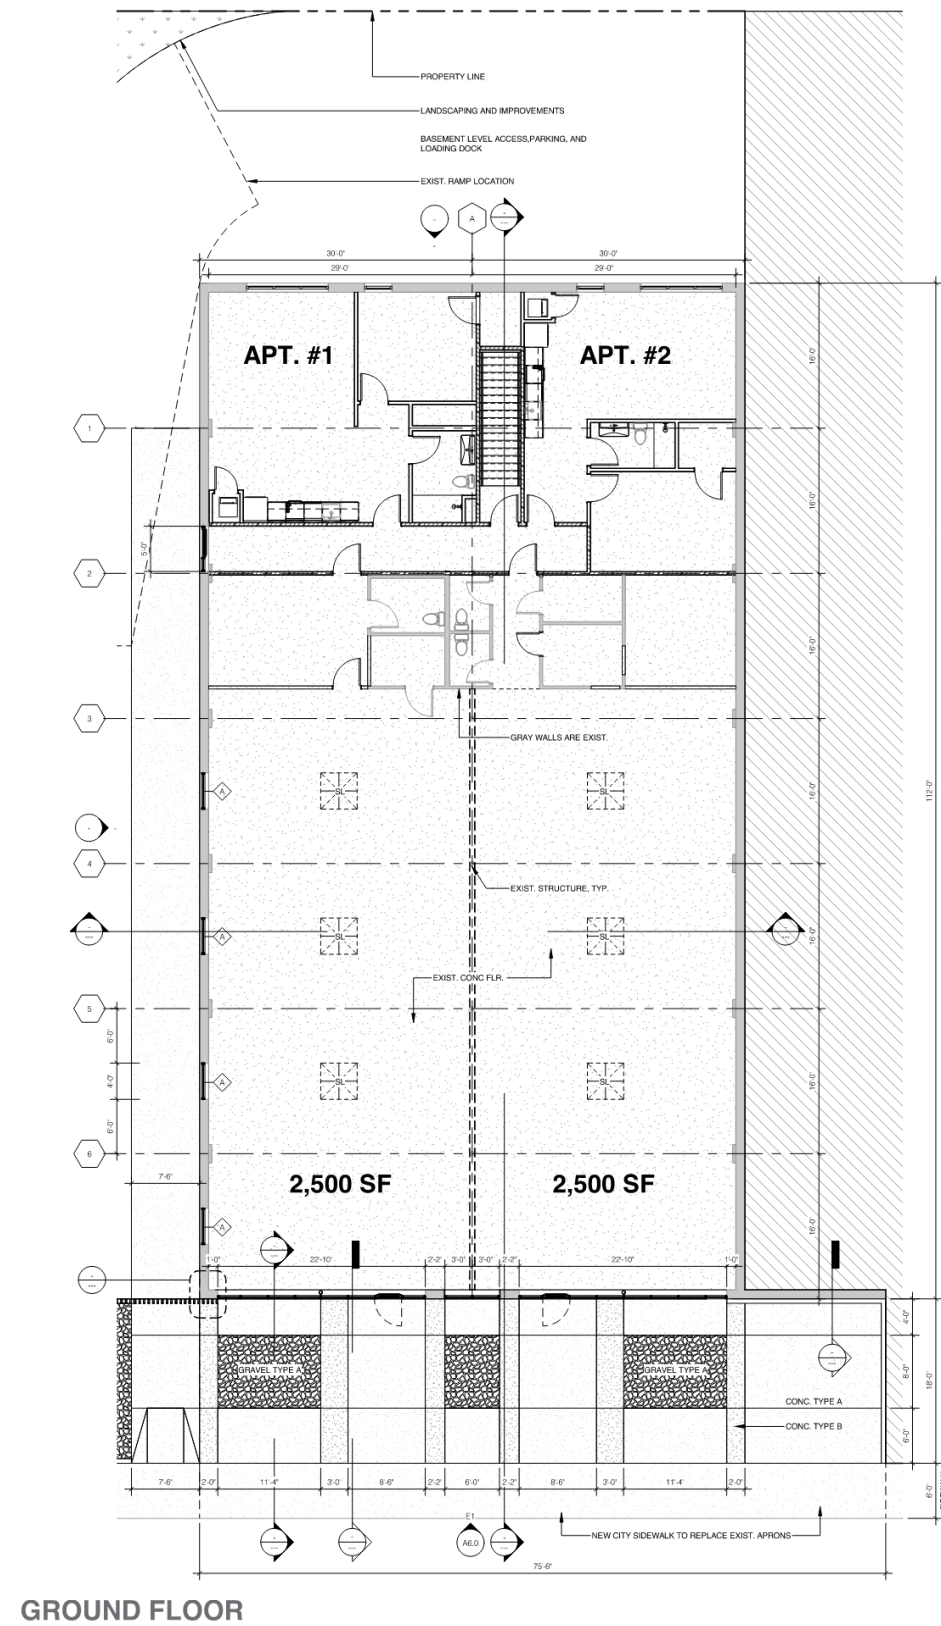 PROPERTY LINE
LANDSCAPING AND IMPROVEMENTS
BASEMENT LEVEL ACCESS,PARKING, AND
LOADING DOCK
EXIST. RAMP LOCATION
A
30'-0"
30'-0"
29'-0"
29'-0"
APT. #1
APT. #2
16'-0"
1
16'-0"
5'-0"
2
16'-0"
3
GRAY WALLS ARE EXIST.
SL
SL
A
16'-0"
112'-0"
4
EXIST. STRUCTURE, TYP.
SL
SL
A
16'-0"
EXIST. CONC FLR.
5
6'-0"
4'-0"
SL
SL
A
16'-0"
6'-0"
6
7'-6"
2,500 SF
2,500 SF
A
16'-0"
1'-0"
22'-10"
2'-2"
3'-0"
3'-0"
2'-2"
22'-10"
1'-0"
4'-0"
GRAVEL TYPE A
GRAVEL TYPE A
8'-0"
18'-0"
CONC. TYPE A
CONC. TYPE B
6'-0"
7'-6"
2'-0"
11'-4"
3'-0"
8'-6"
2'-2"
6'-0"
2'-2"
8'-6"
3'-0"
11'-4"
2'-0"
6'-0"
E1
A6.0
NEW CITY SIDEWALK TO REPLACE EXIST. APRONS
75'-6"
GROUND FLOOR